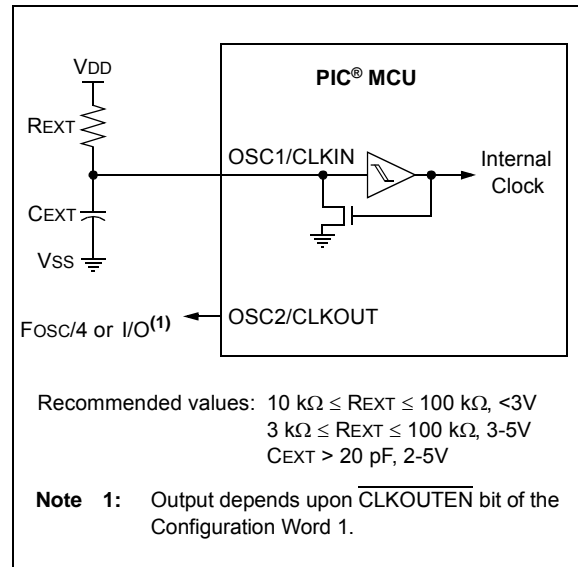 VDD
PIC® MCU
REXT
OSC1/CLKIN
Internal
Clock
CEXT
VSS
OSC2/CLKOUT
FOSC/4 or I/O(1)
Recommended values: 10 kΩ ≤ REXT ≤ 100 kΩ, <3V
3 kΩ ≤ REXT ≤ 100 kΩ, 3-5V
CEXT > 20 pF, 2-5V
Note 1: Output depends upon C̅L̅K̅O̅U̅T̅E̅N̅ bit of the
Configuration Word 1.